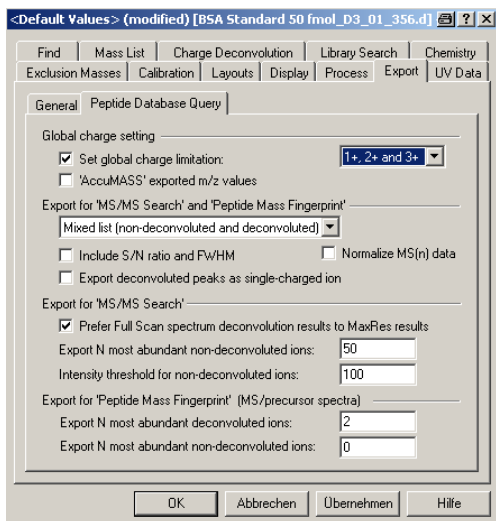 <Default Values> (modified) [BSA Standard 50 fmol_D3_01_356.d]
Find Mass List Charge Deconvolution Library Search Chemistry
Exclusion Masses Calibration Layouts Display Process Export UV Data
General Peptide Database Query
Global charge setting
Set global charge limitation: 1+, 2+ and 3+
'AccuMASS' exported m/z values
Export for 'MS/MS Search' and 'Peptide Mass Fingerprint'
Mixed list (non-deconvoluted and deconvoluted)
Include S/N ratio and FWHM Normalize MS(n) data
Export deconvoluted peaks as single-charged ion
Export for 'MS/MS Search'
Prefer Full Scan spectrum deconvolution results to MaxRes results
Export N most abundant non-deconvoluted ions: 50
Intensity threshold for non-deconvoluted ions: 100
Export for 'Peptide Mass Fingerprint' (MS/precursor spectra)
Export N most abundant deconvoluted ions: 2
Export N most abundant non-deconvoluted ions: 0
OK Abbrechen Übernehmen Hilfe